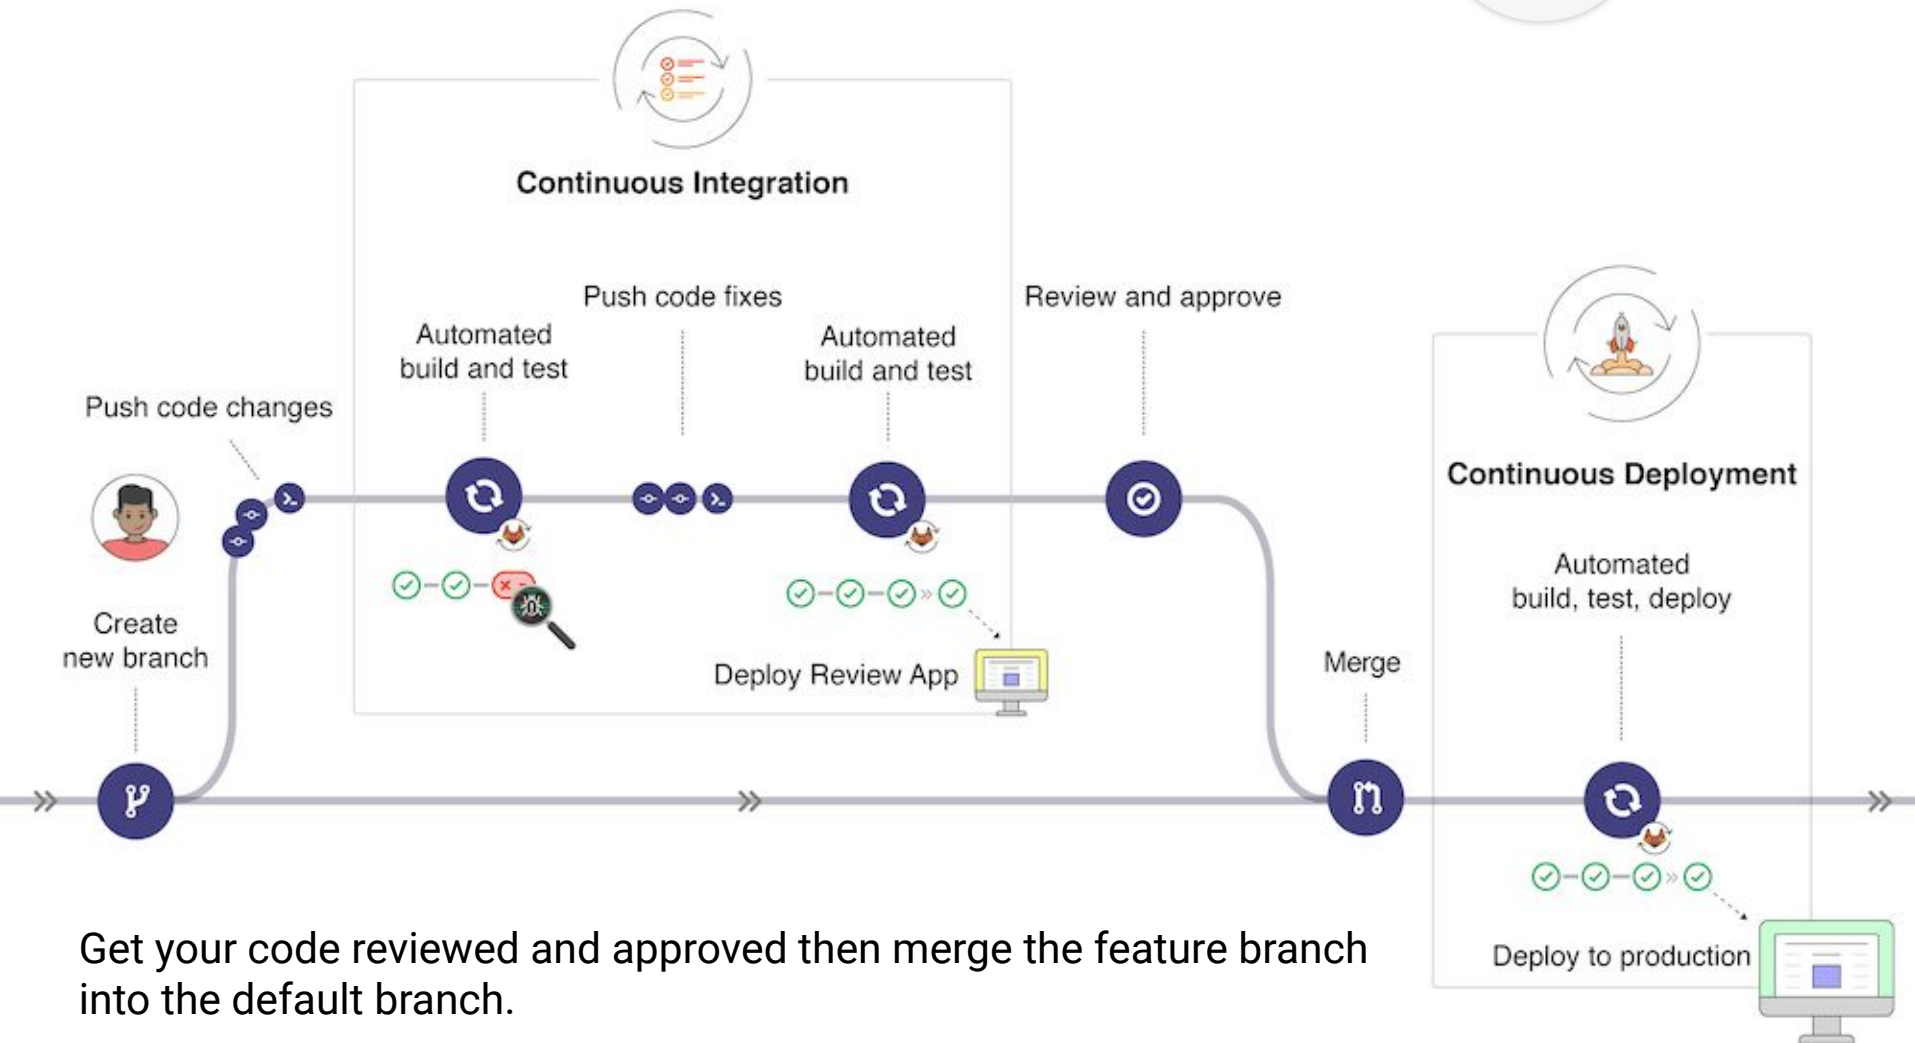 Continuous Integration
Push code fixes
Review and approve
Automated
build and test
Automated
build and test
Push code changes
Continuous Deployment
Automated
build, test, deploy
Create
new branch
Merge
Deploy Review App
Deploy to production
Get your code reviewed and approved then merge the feature branch
into the default branch.